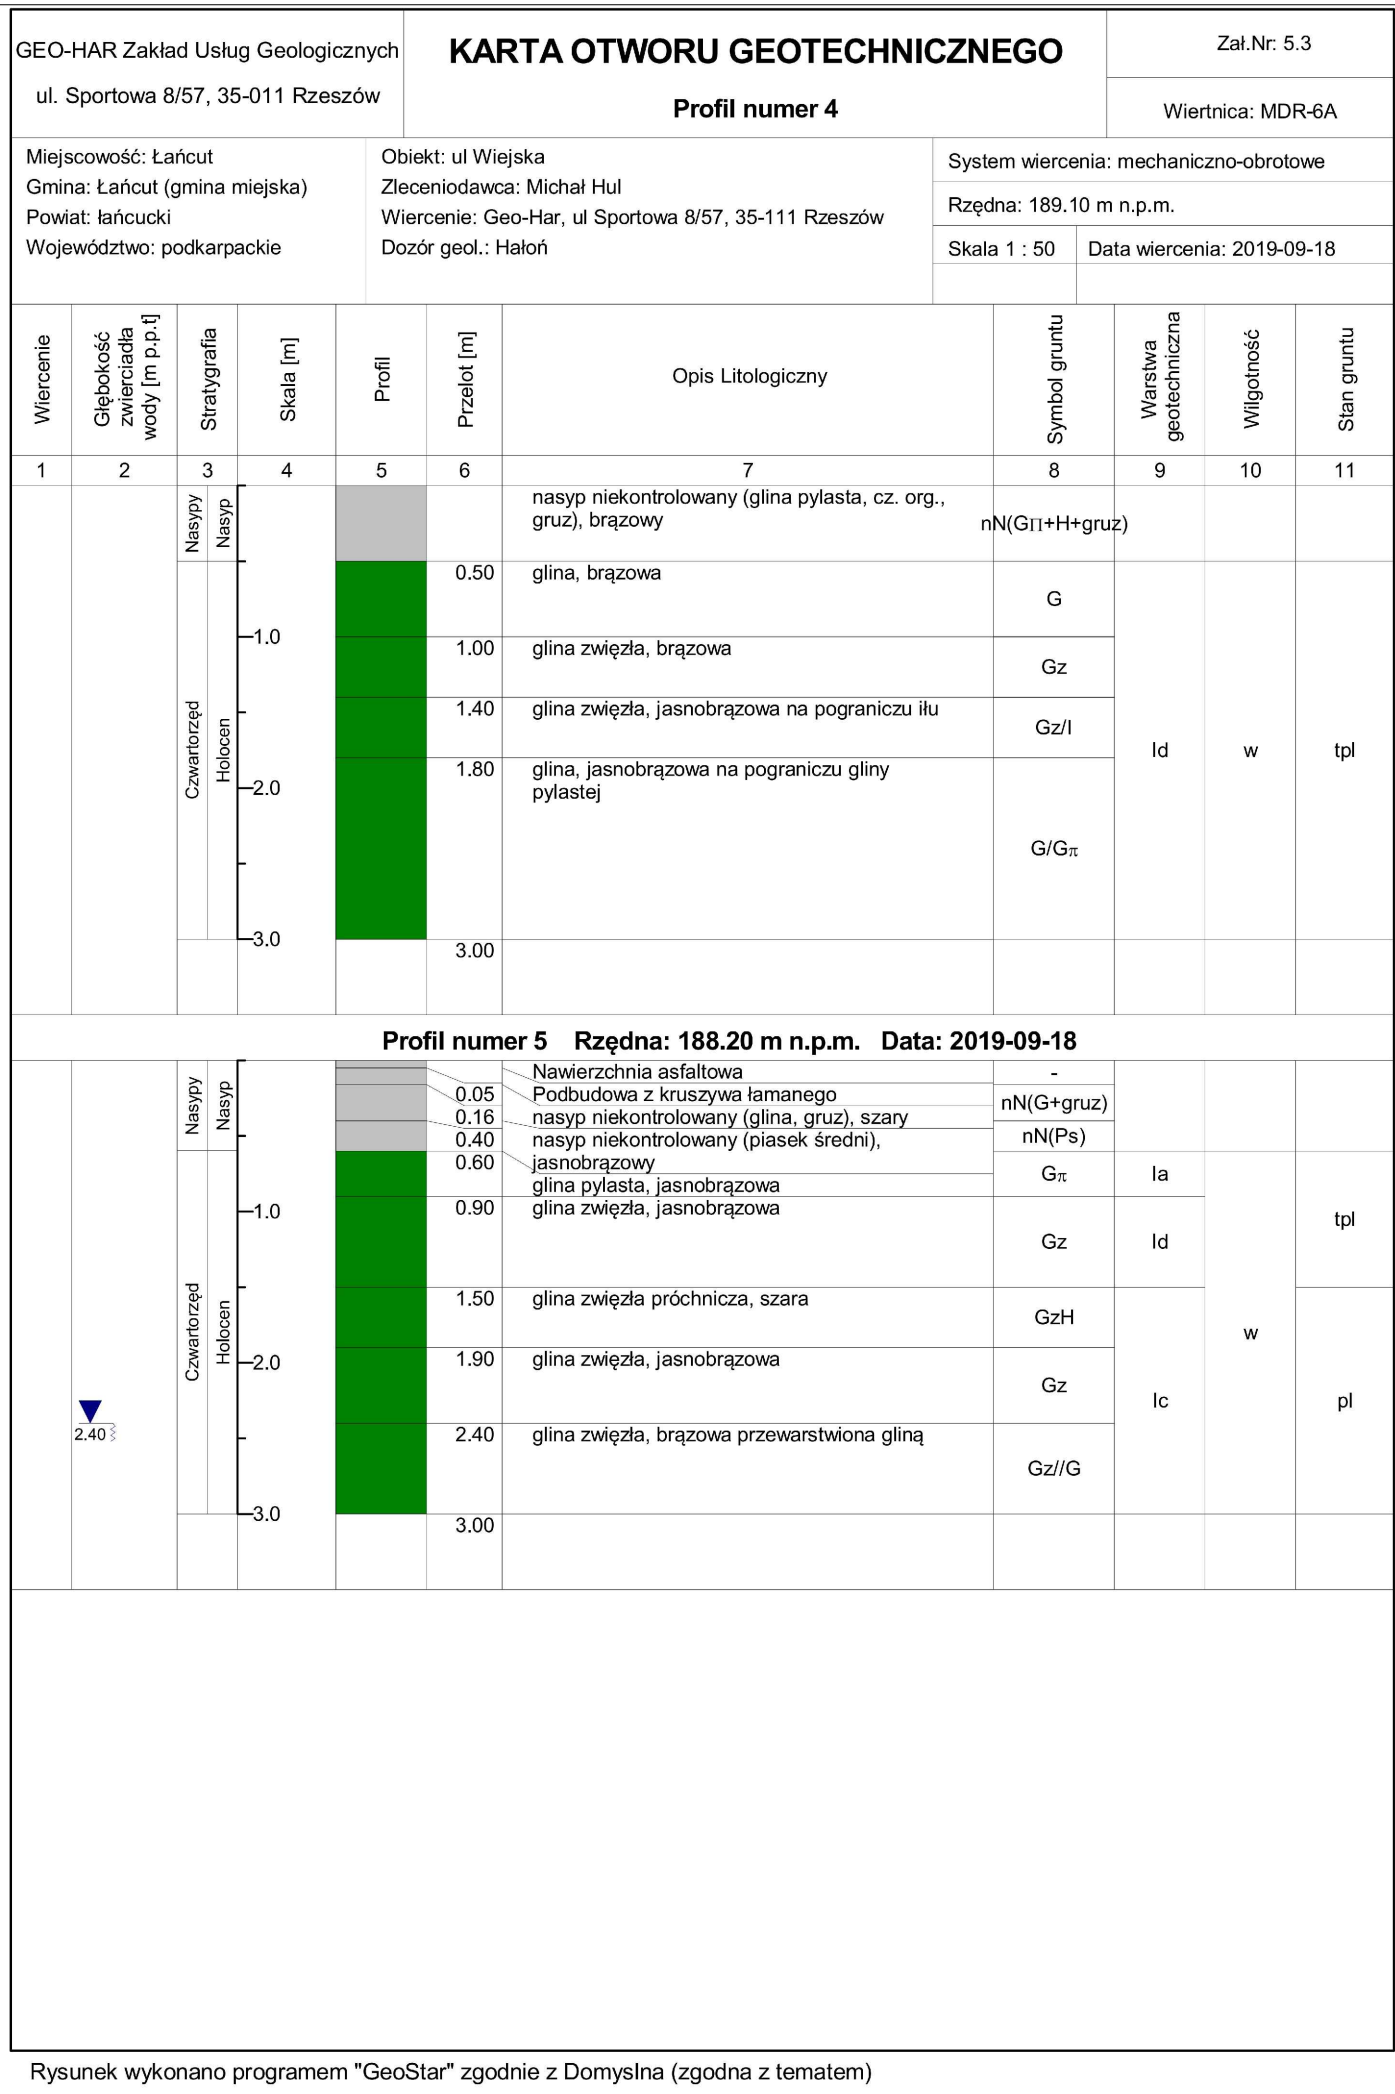 GEO-HAR Zakład Usług Geologicznych
ul. Sportowa 8/57, 35-011 Rzeszów
KARTA OTWORU GEOTECHNICZNEGO
Profil numer 4
Zał.Nr: 5.3
Wiertnica: MDR-6A
Miejscowość: Łańcut
Gmina: Łańcut (gmina miejska)
Powiat: łańcucki
Województwo: podkarpackie
Obiekt: ul Wiejska
Zleceniodawca: Michał Hul
Wiercenie: Geo-Har, ul Sportowa 8/57, 35-111 Rzeszów
Dozór geol.: Hałoń
System wiercenia: mechaniczno-obrotowe
Rzędna: 189.10 m n.p.m.
Skala 1 : 50
Data wiercenia: 2019-09-18
Wiercenie
Głębokość
zwierciadła
wody [m p.p.t]
Stratygrafia
Skala [m]
Profil
Przelot [m]
Opis Litologiczny
Symbol gruntu
Warstwa
geotechniczna
Wilgotność
Stan gruntu
1 2 3 4 5 6 7 8 9 10 11
Nasypy
Nasyp
nasyp niekontrolowany (glina pylasta, cz. org.,
gruz), brązowy
nN(GΠ+H+gruz)
Czwartorzęd
Holocen
0.50 glina, brązowa
G
-1.0
1.00 glina zwięzła, brązowa
Gz
1.40 glina zwięzła, jasnobrązowa na pograniczu iłu
Gz/I
Id w tpl
1.80 glina, jasnobrązowa na pograniczu gliny
pylastej
-2.0
G/Gπ
-3.0
3.00
Profil numer 5 Rzędna: 188.20 m n.p.m. Data: 2019-09-18
Nasypy
Nasyp
Nawierzchnia asfaltowa
-
0.05 Podbudowa z kruszywa łamanego
nN(G+gruz)
0.16 nasyp niekontrolowany (glina, gruz), szary
0.40 nasyp niekontrolowany (piasek średni),
jasnobrązowy
nN(Ps)
0.60
glina pylasta, jasnobrązowa
Gπ Ia
Czwartorzęd
Holocen
0.90 glina zwięzła, jasnobrązowa
-1.0
Gz Id
tpl
1.50 glina zwięzła próchnicza, szara
GzH
w
1.90 glina zwięzła, jasnobrązowa
-2.0
Gz
Ic pl
2.40
2.40 glina zwięzła, brązowa przewarstwiona gliną
Gz//G
-3.0
3.00
Rysunek wykonano programem "GeoStar" zgodnie z Domyslna (zgodna z tematem)